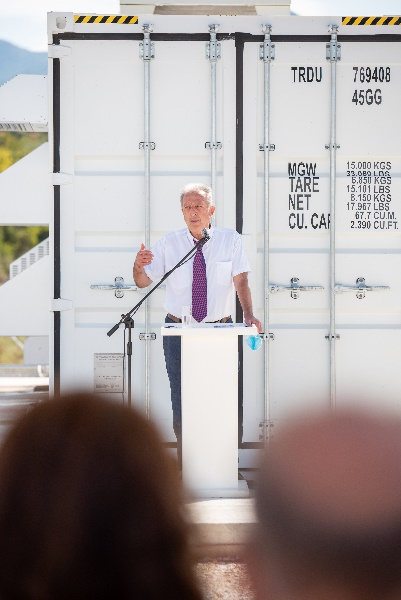 TRDU 769408
45GG
MGW 15.000 KGS
33.069 LBS
TARE 6.850 KGS
15.101 LBS
NET 8.150 KGS
17.967 LBS
CU. CAP 67.7 CU.M.
2.390 CU.FT.